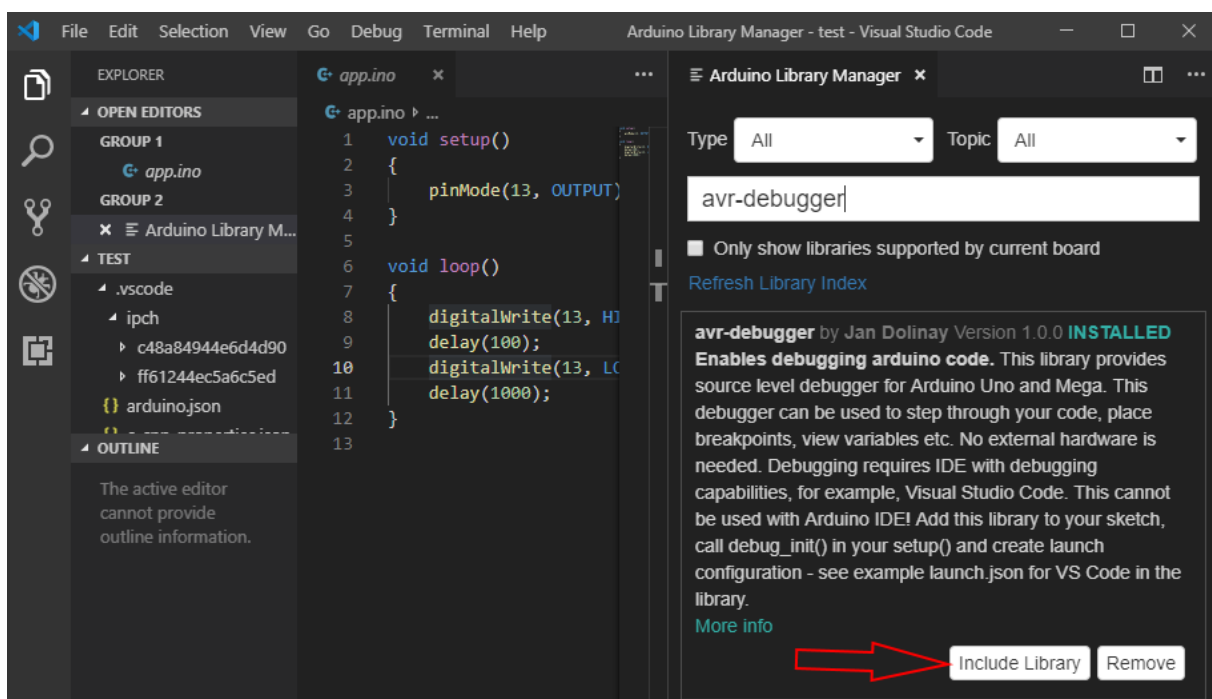 File Edit Selection View Go Debug Terminal Help Arduino Library Manager - test - Visual Studio Code
EXPLORER
OPEN EDITORS
GROUP 1
app.ino
GROUP 2
Arduino Library M...
TEST
.vscode
ipch
c48a84944e6d4d90
ff61244ec5a6c5ed
{} arduino.json
OUTLINE
The active editor
cannot provide
outline information.
app.ino
app.ino ...
1 void setup()
2 {
3 pinMode(13, OUTPUT)
4 }
5
6 void loop()
7 {
8 digitalWrite(13, HI
9 delay(100);
10 digitalWrite(13, LO
11 delay(1000);
12 }
13
Arduino Library Manager
Type All Topic All
avr-debugger
Only show libraries supported by current board
Refresh Library Index
avr-debugger by Jan Dolinay Version 1.0.0 INSTALLED
Enables debugging arduino code. This library provides
source level debugger for Arduino Uno and Mega. This
debugger can be used to step through your code, place
breakpoints, view variables etc. No external hardware is
needed. Debugging requires IDE with debugging
capabilities, for example, Visual Studio Code. This cannot
be used with Arduino IDE! Add this library to your sketch,
call debug_init() in your setup() and create launch
configuration - see example launch.json for VS Code in the
library.
More info
Include Library Remove